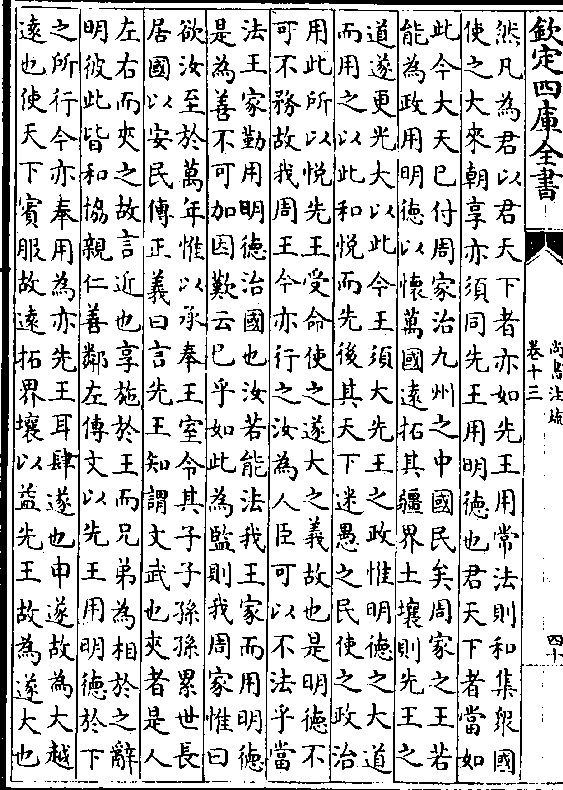 欽定四庫全書
尚書注疏
卷十三
四十
然凡為君以君天下者亦如先王用常法則和集衆國
使之大來朝享亦須同先王用明德也君天下者當如
此今大天已付周家治九州之中國民矣周家之王若
能為政用明德以懷萬國遠拓其疆界土壤則先王之
道遂更光大以此今王須大先王之政惟明德之大道
而用之以此和悅而先後其天下迷愚之民使之政治
用此所以悅先王受命使之遂大之義故也是明德不
可不務故我周王今亦行之汝為人臣可以不法乎當
法王家勤用明德治國也汝若能法我王家而用明德
是為善不可加因歎云已乎如此為監則我周家惟曰
欲汝至於萬年惟以承奉王室令其子子孫孫累世長
居國以安民傳正義曰言先王知謂文武也夾者是人
左右而夾之故言近也享施於王而兄弟為相於之辭
明彼此皆和協親仁善鄰左傳文以先王用明德於下
之所行今亦奉用為亦先王耳肆遂也申遂故為大越
遠也使天下賓服故遠拓界壤以益先王故為遂大也